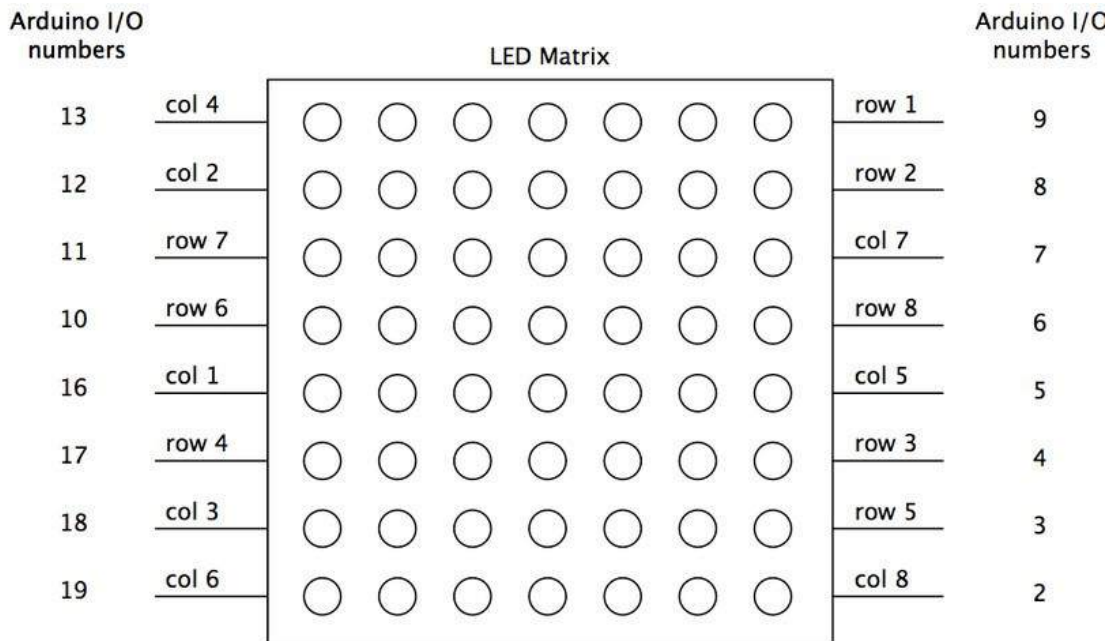 Arduino I/O
numbers
LED Matrix
Arduino I/O
numbers
13 col 4 row 1 9
12 col 2 row 2 8
11 row 7 col 7 7
10 row 6 row 8 6
16 col 1 col 5 5
17 row 4 row 3 4
18 col 3 row 5 3
19 col 6 col 8 2